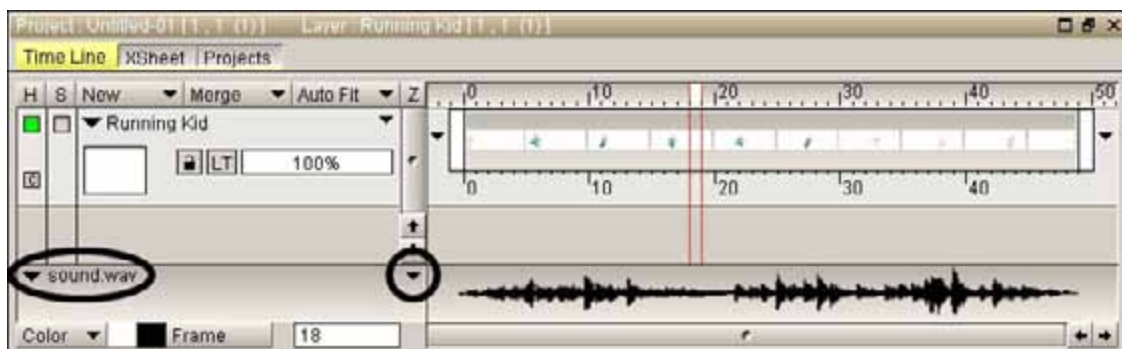 Project : Untitled-01 [ 1 , 1 (1) ] Layer : Running Kid [ 1 , 1 (1) ]
Time Line XSheet Projects
H S New Merge Auto Fit Z 0 10 20 30 40 50
Running Kid
LT 100%
C
0 10 20 30 40
sound.wav
Color Frame 18